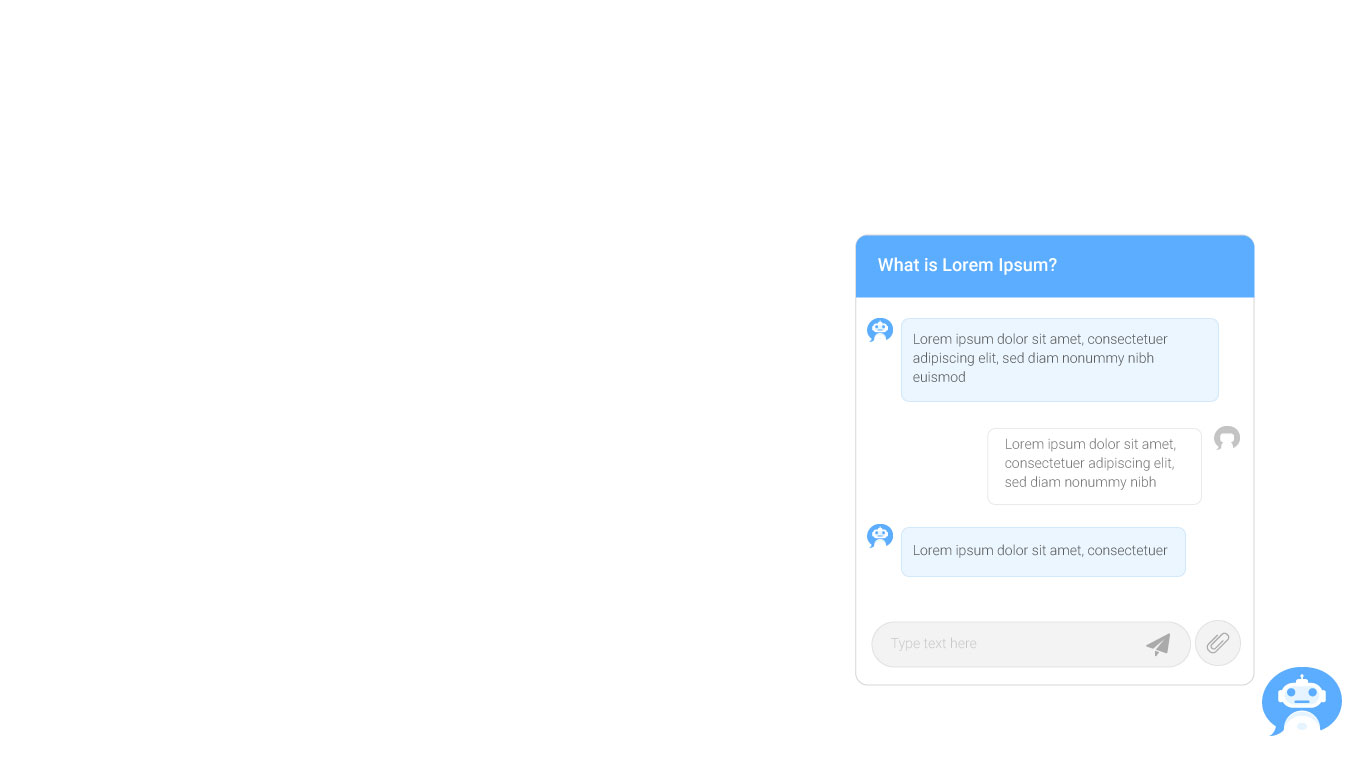 What is Lorem Ipsum?
Lorem ipsum dolor sit amet, consectetuer
adipiscing elit, sed diam nonummy nibh
euismod
Lorem ipsum dolor sit amet,
consectetuer adipiscing elit,
sed diam nonummy nibh
Lorem ipsum dolor sit amet, consectetuer
Type text here